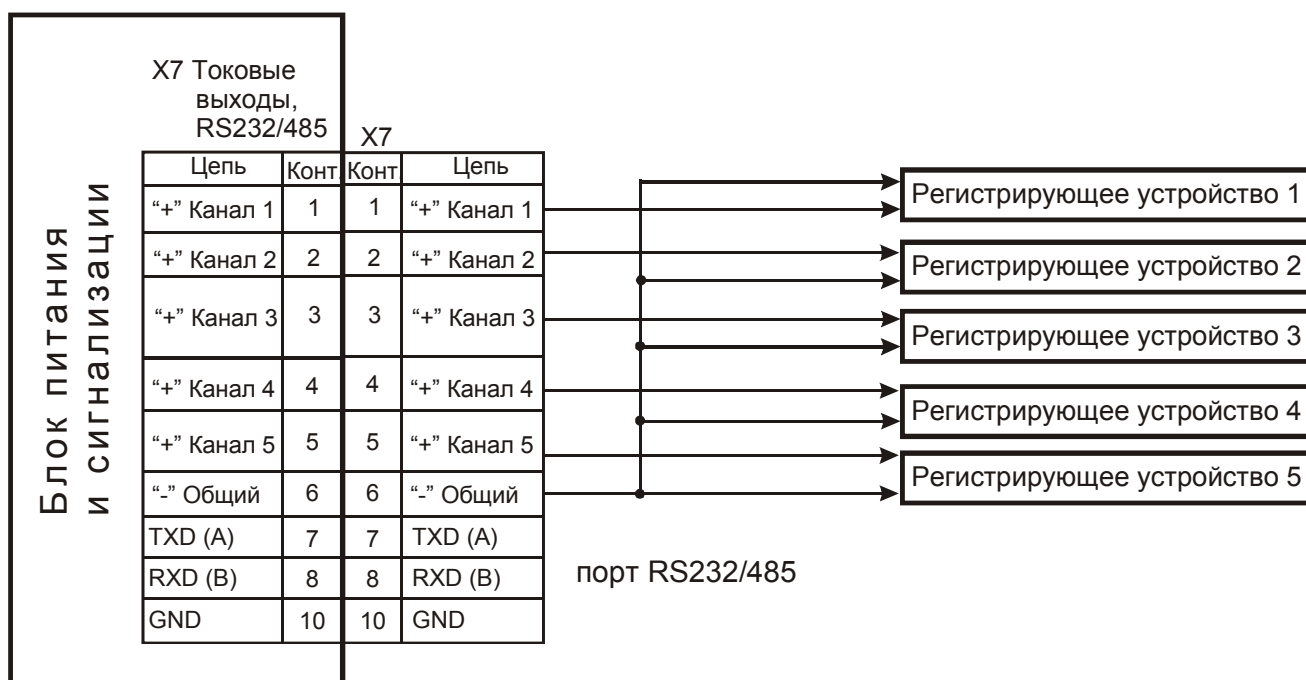 Блок питания
и сигнализации
X7 Токовые
выходы,
RS232/485
X7
Цепь Конт. Конт. Цепь
“+” Канал 1 1 1 “+” Канал 1
“+” Канал 2 2 2 “+” Канал 2
“+” Канал 3 3 3 “+” Канал 3
“+” Канал 4 4 4 “+” Канал 4
“+” Канал 5 5 5 “+” Канал 5
“-” Общий 6 6 “-” Общий
TXD (A) 7 7 TXD (A)
RXD (B) 8 8 RXD (B)
GND 10 10 GND
порт RS232/485
Регистрирующее устройство 1
Регистрирующее устройство 2
Регистрирующее устройство 3
Регистрирующее устройство 4
Регистрирующее устройство 5